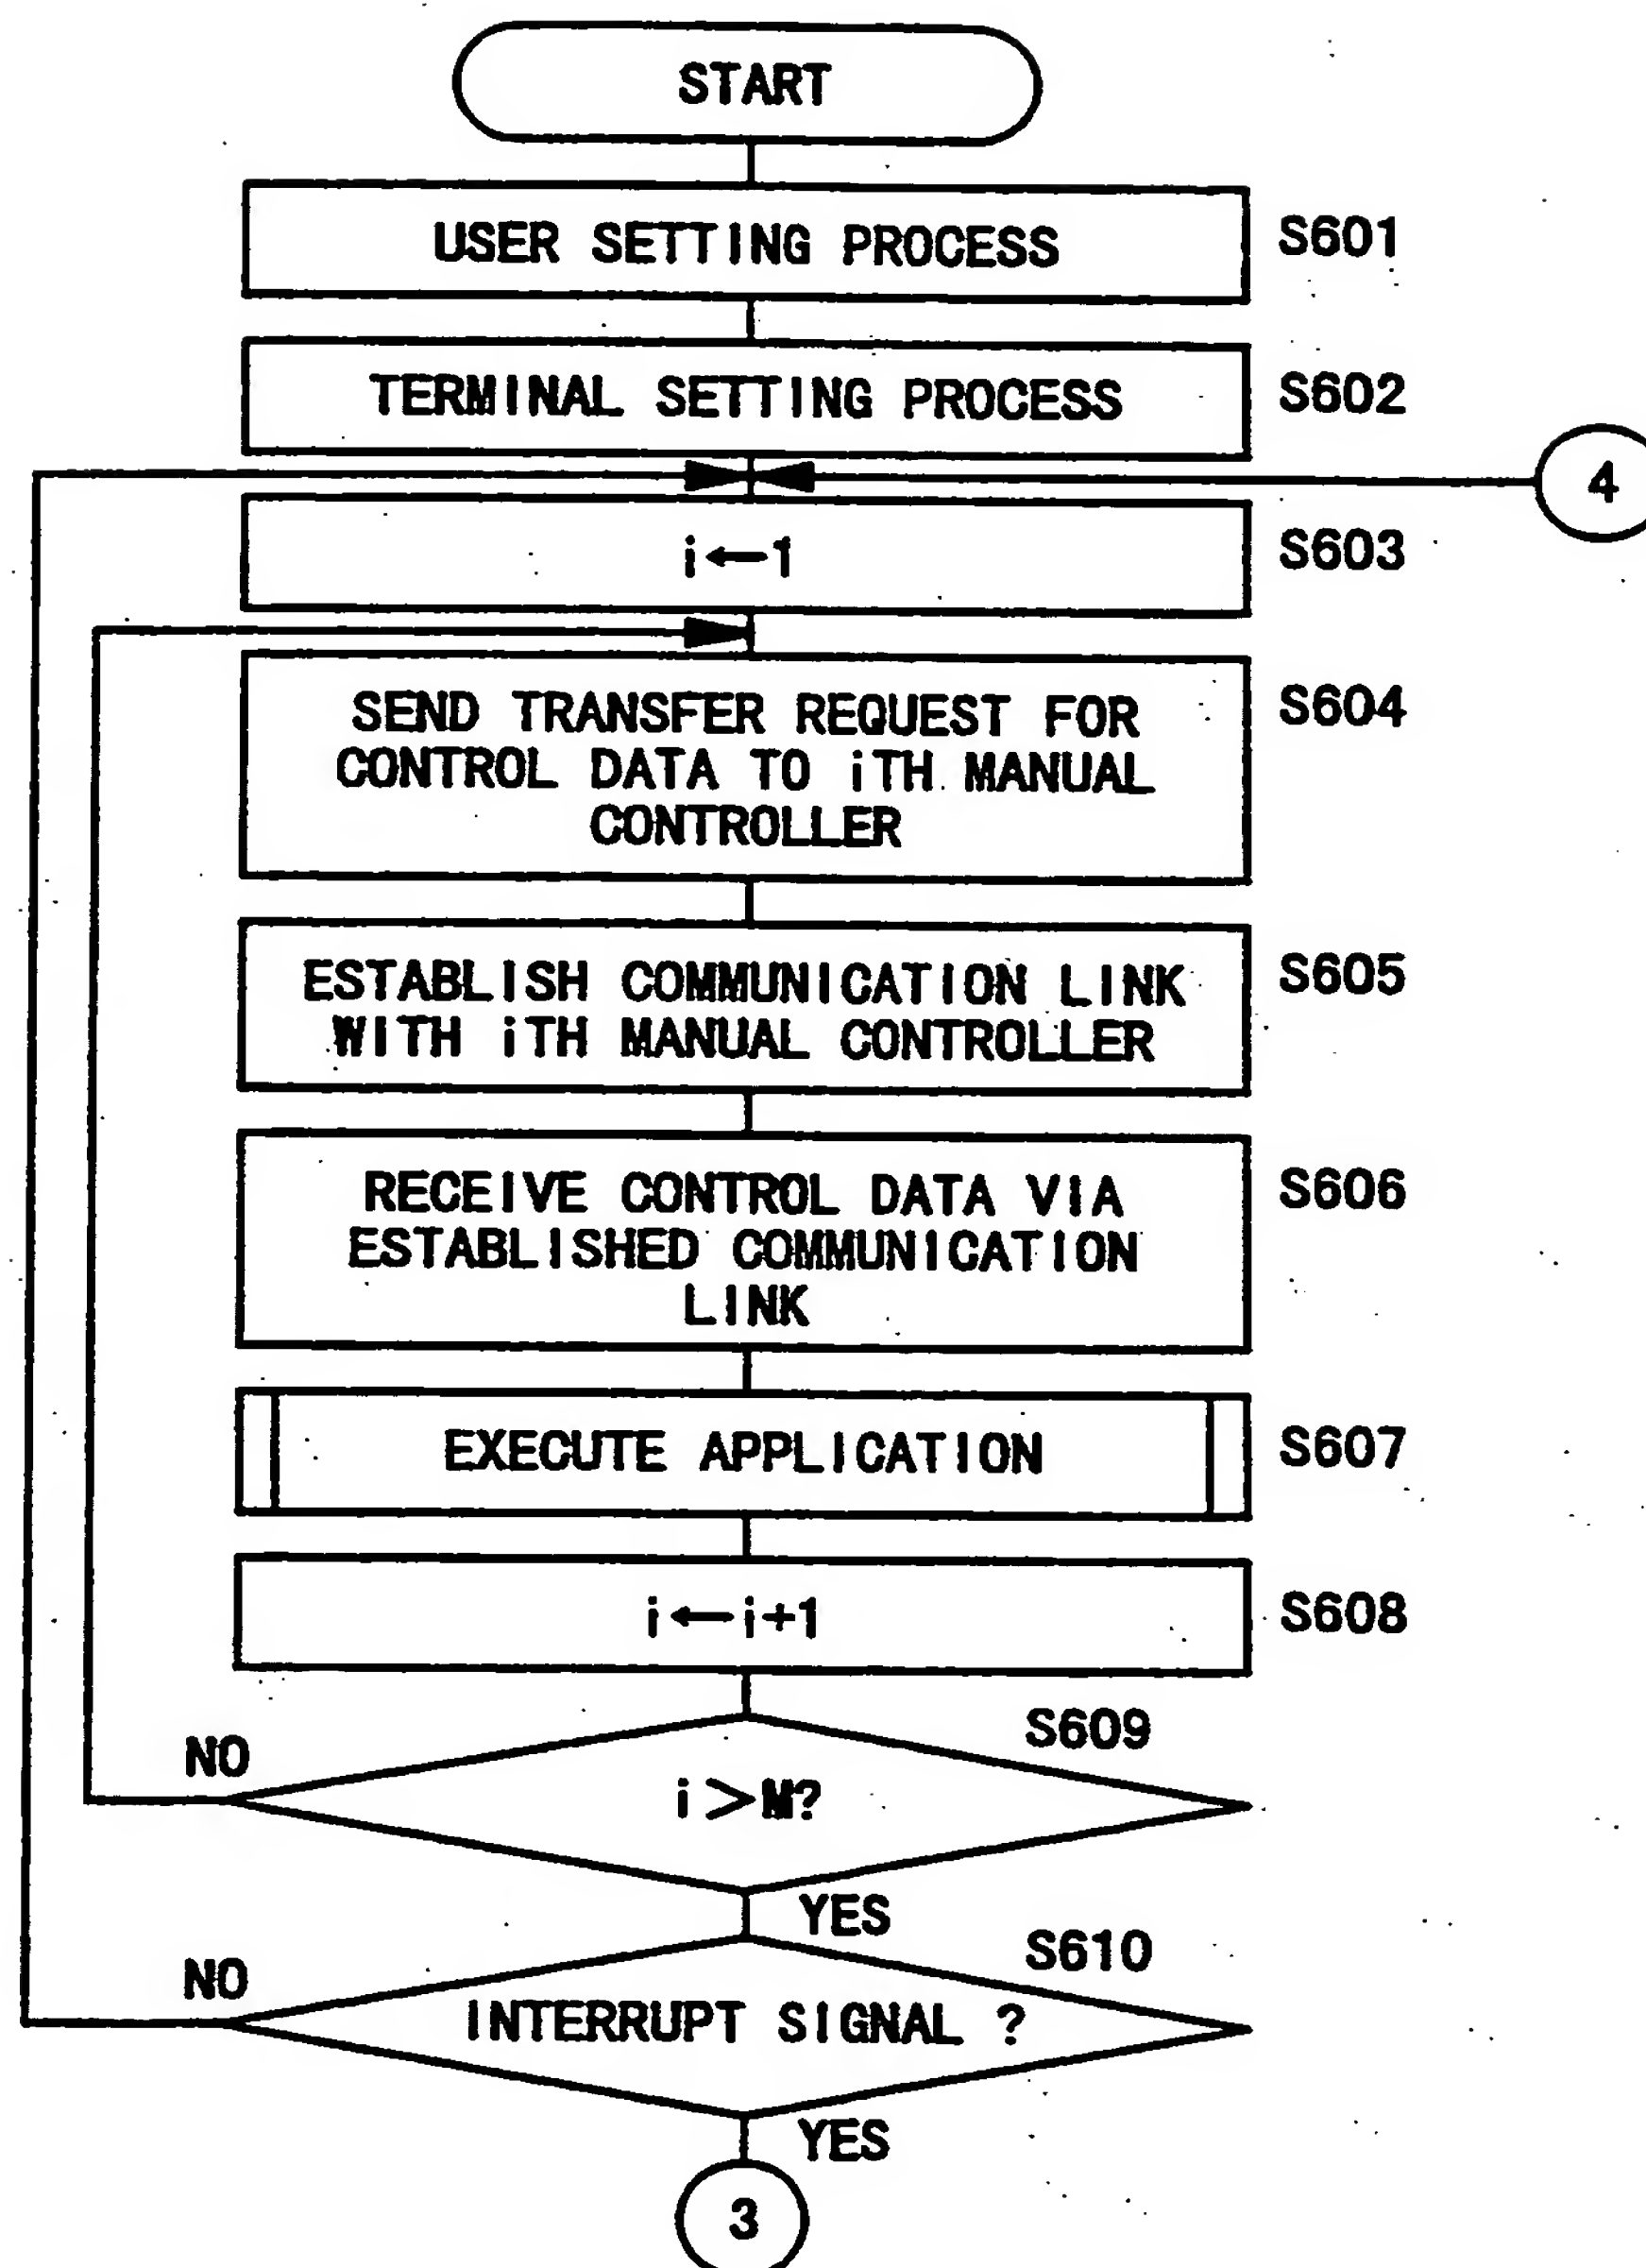 START
USER SETTING PROCESS
S601
TERMINAL SETTING PROCESS
S602
4
i←1
S603
SEND TRANSFER REQUEST FOR
CONTROL DATA TO iTH MANUAL
CONTROLLER
S604
ESTABLISH COMMUNICATION LINK
WITH iTH MANUAL CONTROLLER
S605
RECEIVE CONTROL DATA VIA
ESTABLISHED COMMUNICATION
LINK
S606
EXECUTE APPLICATION
S607
i←i+1
S608
S609
NO
i>M?
YES
S610
NO
INTERRUPT SIGNAL ?
YES
3